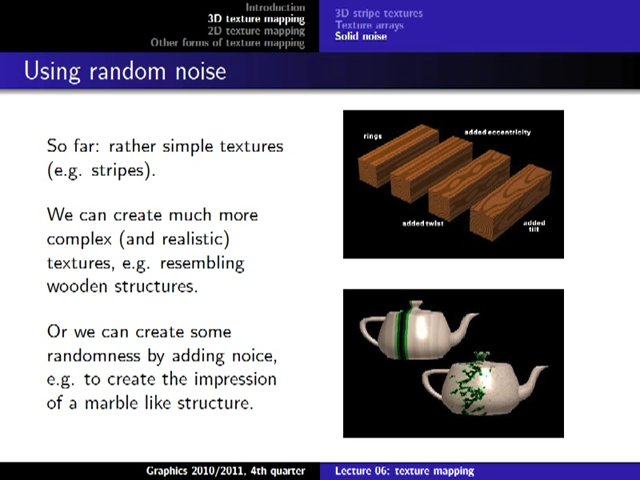 Introduction
3D texture mapping
2D texture mapping
Other forms of texture mapping
3D stripe textures
Texture arrays
Solid noise
Using random noise
So far: rather simple textures
(e.g. stripes).
We can create much more
complex (and realistic)
textures, e.g. resembling
wooden structures.
Or we can create some
randomness by adding noice,
e.g. to create the impression
of a marble like structure.
rings
added eccentricity
added twist
added
tilt
Graphics 2010/2011, 4th quarter
Lecture 06: texture mapping